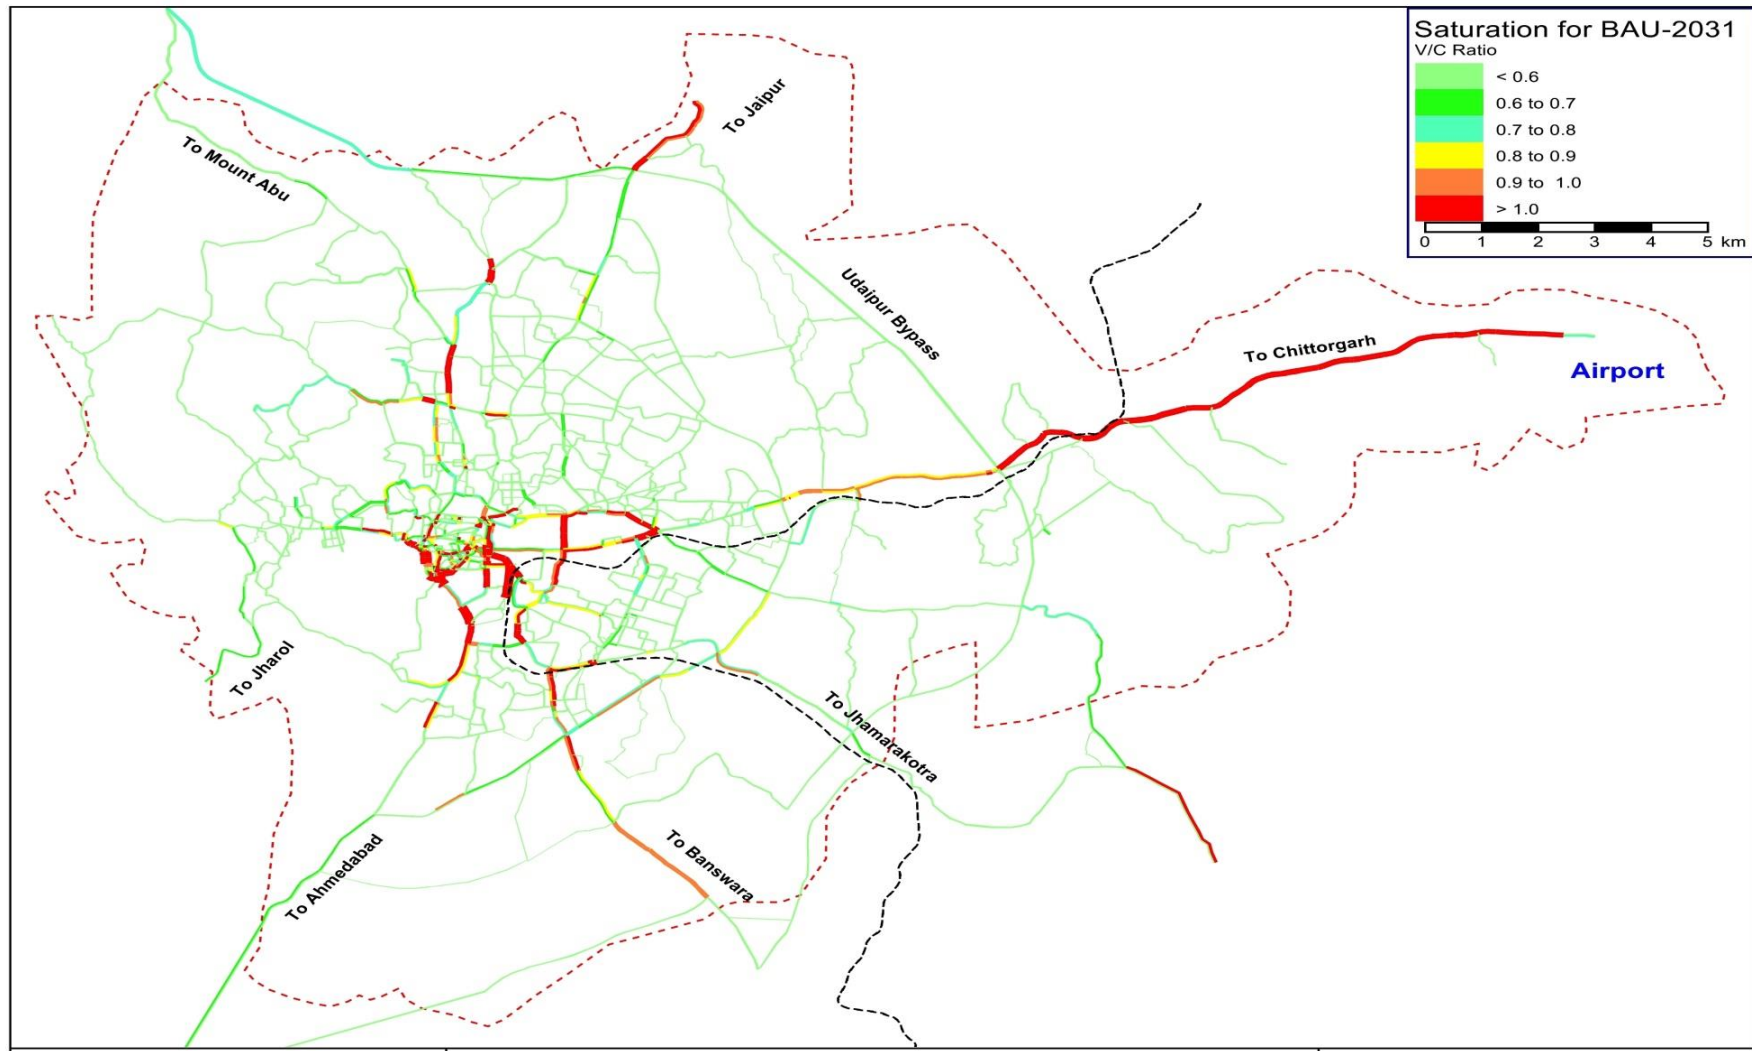 Saturation for BAU-2031
V/C Ratio
< 0.6
0.6 to 0.7
0.7 to 0.8
0.8 to 0.9
0.9 to 1.0
> 1.0
0 1 2 3 4 5 km
To Jaipur
To Mount Abu
Udaipur Bypass
To Chittorgarh
Airport
To Jharol
To Jhamarakotra
To Banswara
To Ahmedabad